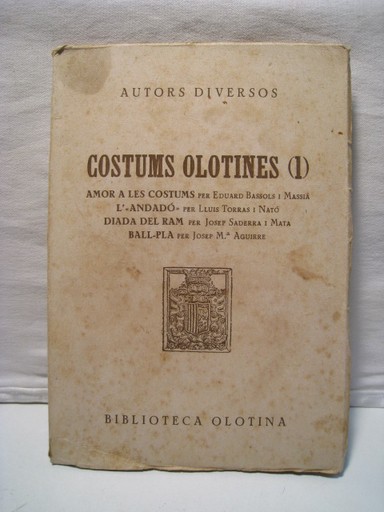 AUTORS DIVERSOS
COSTUMS OLOTINES (1)
AMOR A LES COSTUMS PER EDUARD BASSOLS I MASSIÀ
L'«ANDADÓ» PER LLUIS TORRAS I NATÓ
DIADA DEL RAM PER JOSEP SADERRA I MATA
BALL-PLA PER JOSEP M.ª AGUIRRE
BIBLIOTECA OLOTINA